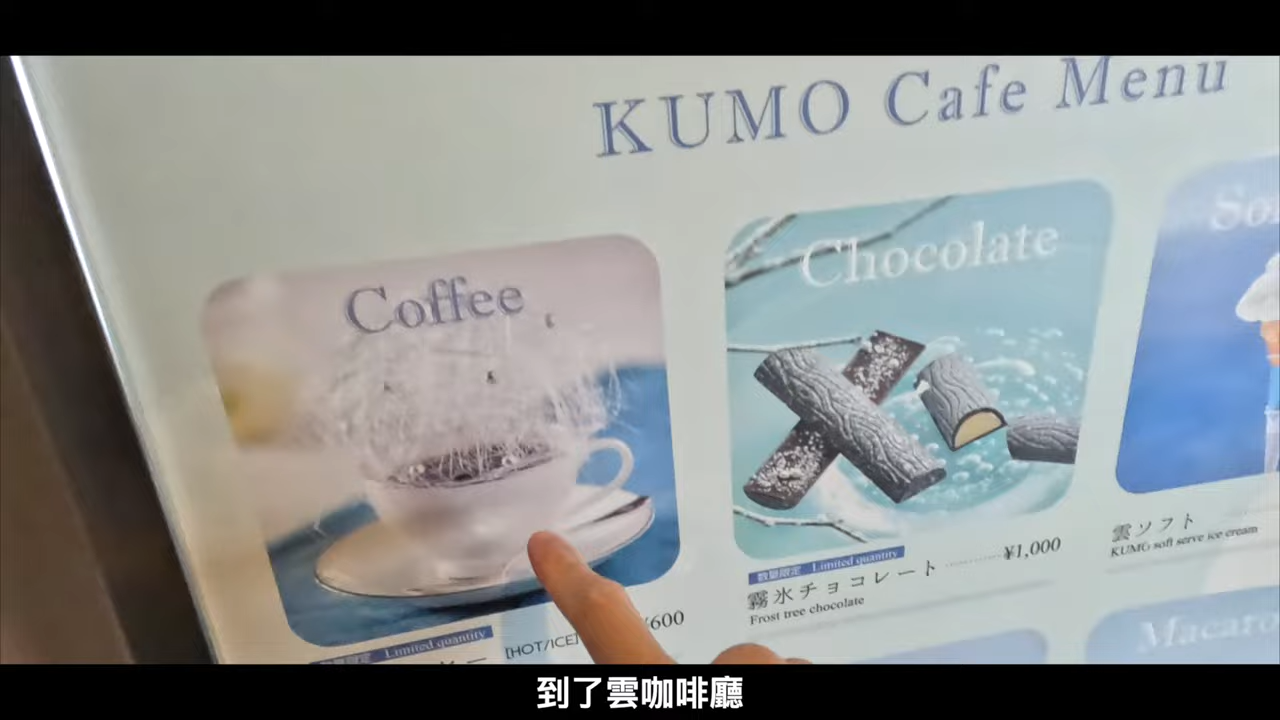 KUMO Cafe Menu
Coffee
Chocolate
数量限定 Limited quantity
霧氷チョコレート ¥1,000
Frost tree chocolate
雲ソフト
KUMO soft serve ice cream
Limited quantity
[HOT/ICE] ¥600
到了雲咖啡廳